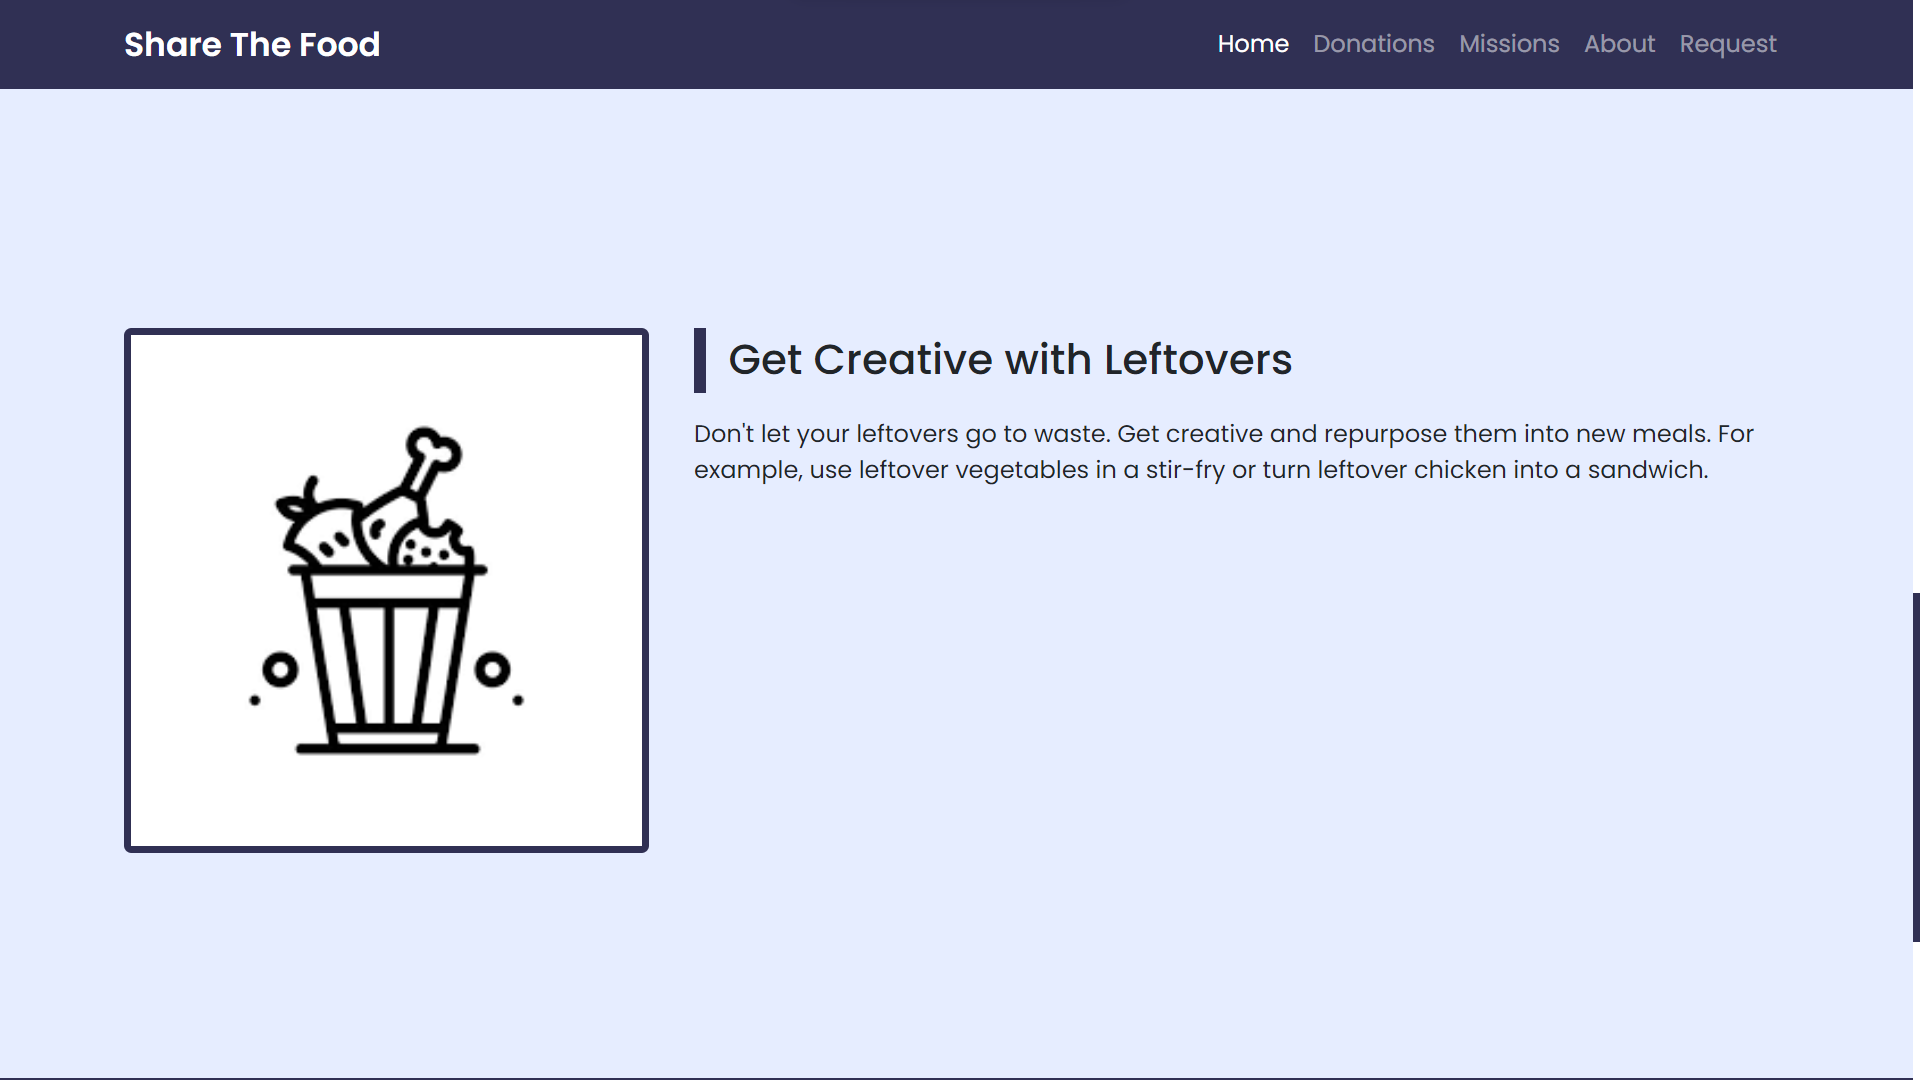 Share The Food
Home Donations Missions About Request
Get Creative with Leftovers
Don't let your leftovers go to waste. Get creative and repurpose them into new meals. For
example, use leftover vegetables in a stir-fry or turn leftover chicken into a sandwich.